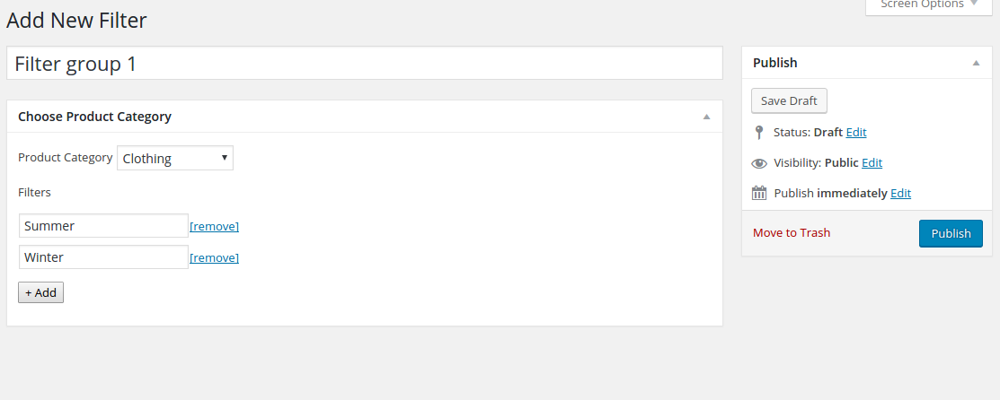 Screen Options
Add New Filter
Filter group 1
Choose Product Category
Product Category Clothing
Filters
Summer [remove]
Winter [remove]
+ Add
Publish
Save Draft
Status: Draft Edit
Visibility: Public Edit
Publish immediately Edit
Move to Trash Publish